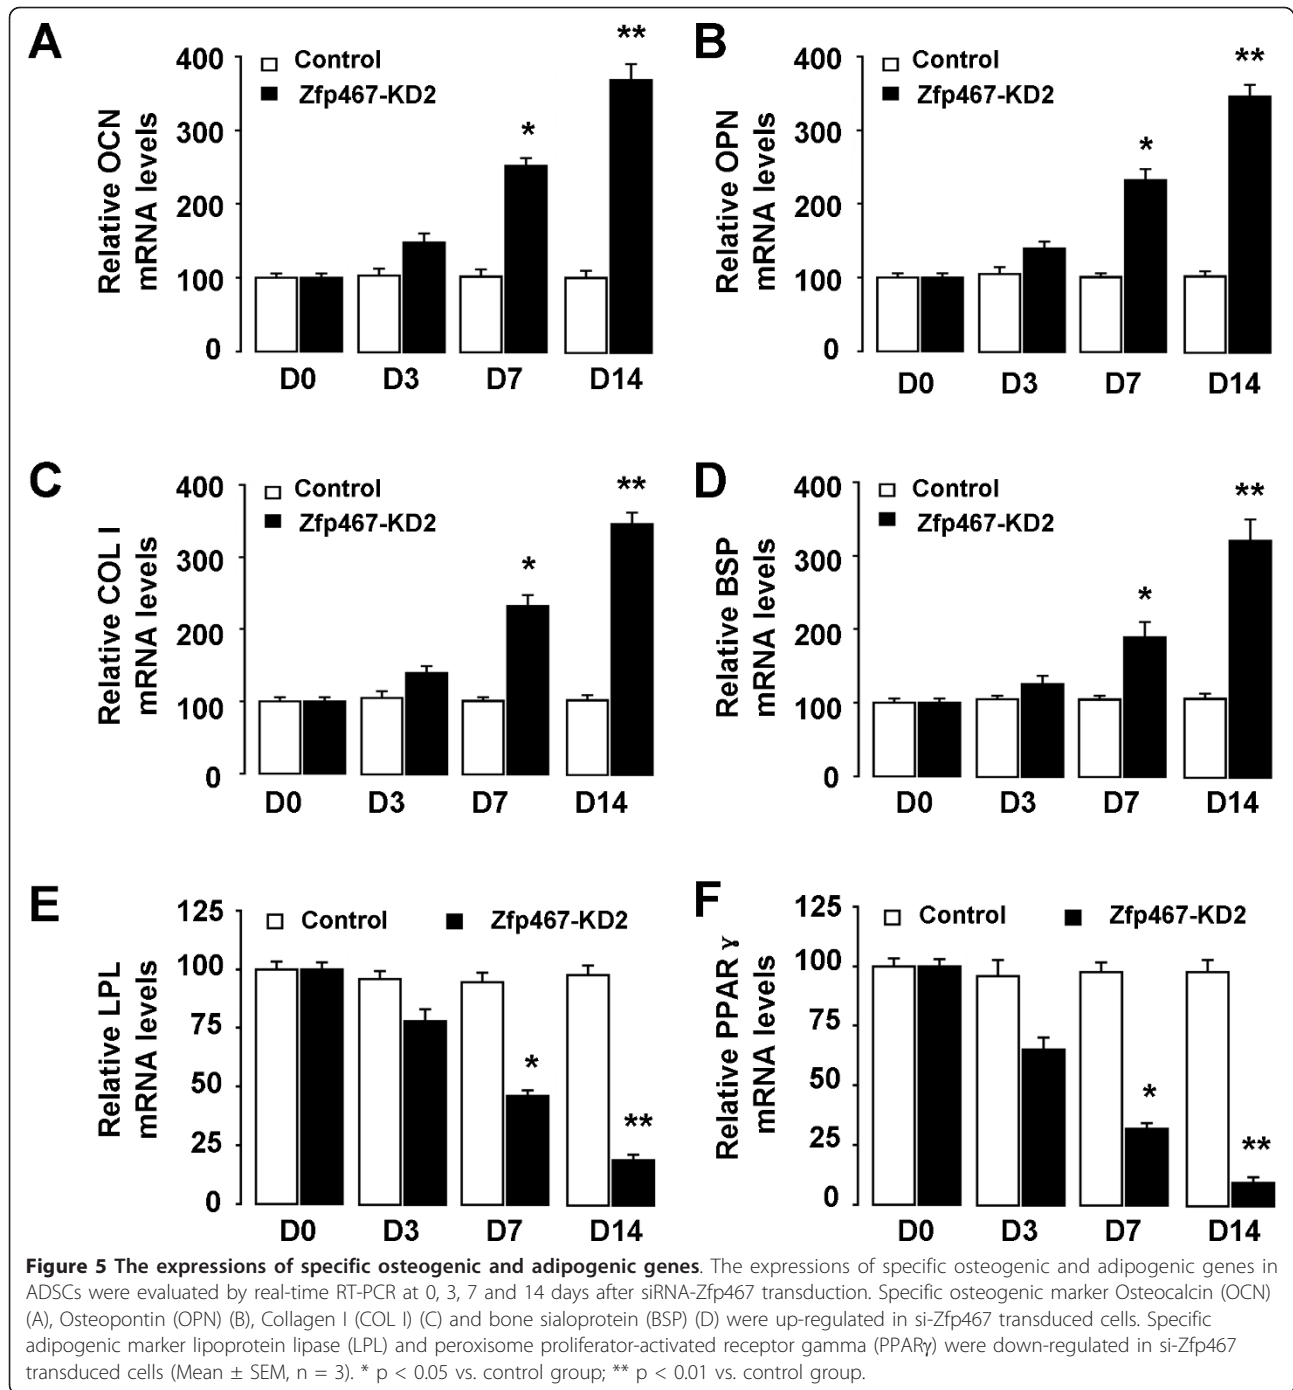 A
Relative OCN
mRNA levels
400
300
200
100
0
Control
Zfp467-KD2
*
**
D0 D3 D7 D14
B
Relative OPN
mRNA levels
400
300
200
100
0
Control
Zfp467-KD2
*
**
D0 D3 D7 D14
C
Relative COL I
mRNA levels
400
300
200
100
0
Control
Zfp467-KD2
*
**
D0 D3 D7 D14
D
Relative BSP
mRNA levels
400
300
200
100
0
Control
Zfp467-KD2
*
**
D0 D3 D7 D14
E
Relative LPL
mRNA levels
125
100
75
50
25
0
Control Zfp467-KD2
*
**
D0 D3 D7 D14
F
Relative PPAR γ
mRNA levels
125
100
75
50
25
0
Control Zfp467-KD2
*
**
D0 D3 D7 D14
Figure 5 The expressions of specific osteogenic and adipogenic genes. The expressions of specific osteogenic and adipogenic genes in
ADSCs were evaluated by real-time RT-PCR at 0, 3, 7 and 14 days after siRNA-Zfp467 transduction. Specific osteogenic marker Osteocalcin (OCN)
(A), Osteopontin (OPN) (B), Collagen I (COL I) (C) and bone sialoprotein (BSP) (D) were up-regulated in si-Zfp467 transduced cells. Specific
adipogenic marker lipoprotein lipase (LPL) and peroxisome proliferator-activated receptor gamma (PPARγ) were down-regulated in si-Zfp467
transduced cells (Mean ± SEM, n = 3). * p < 0.05 vs. control group; ** p < 0.01 vs. control group.